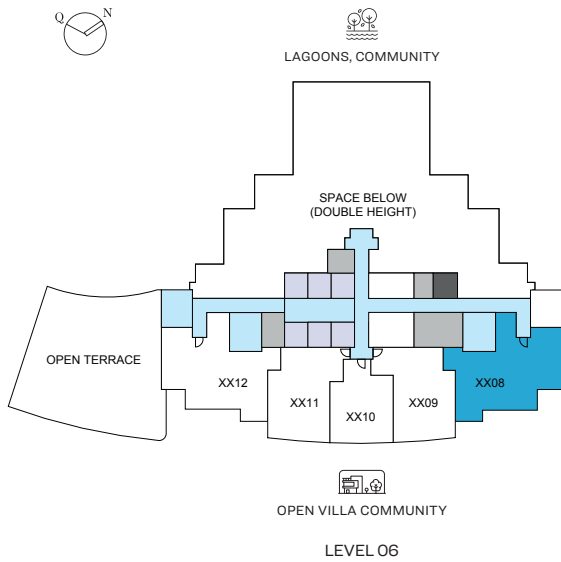 Q N
LAGOONS, COMMUNITY
SPACE BELOW
(DOUBLE HEIGHT)
OPEN TERRACE
XX12
XX11
XX10
XX09
XX08
OPEN VILLA COMMUNITY
LEVEL 06